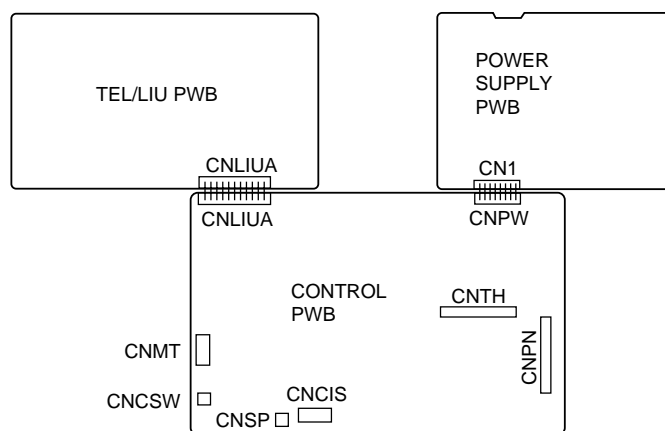 TEL/LIU PWB
POWER
SUPPLY
PWB
CNLIUA
CN1
CNLIUA
CNPW
CONTROL
PWB
CNTH
CNPN
CNMT
CNCSW
CNCIS
CNSP